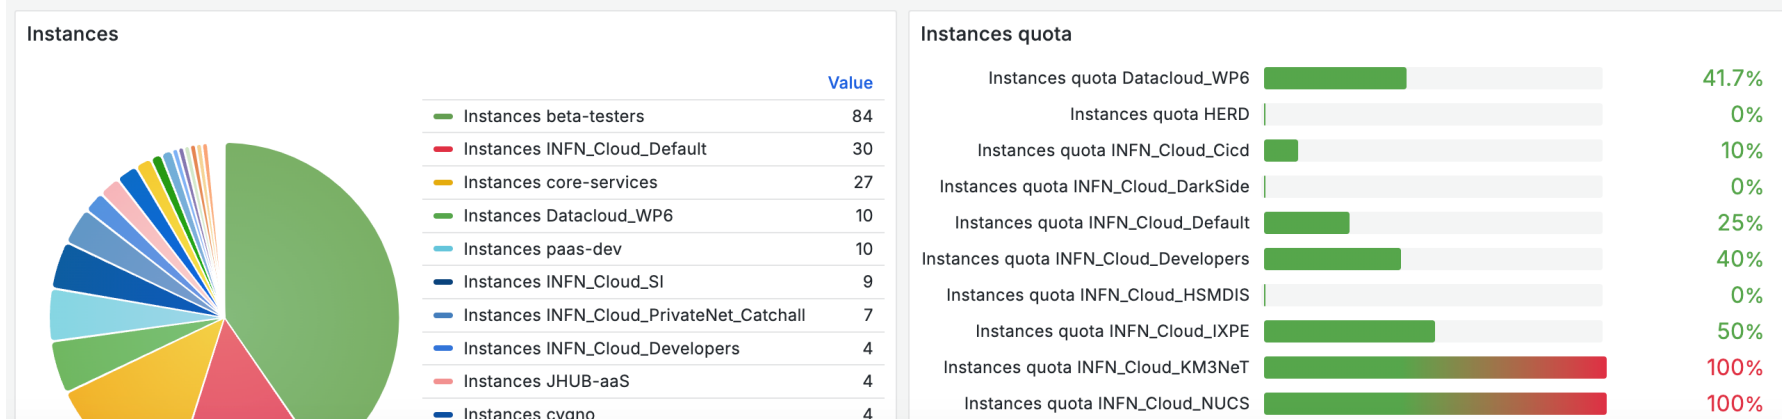 Instances
Value
Instances beta-testers 84
Instances INFN_Cloud_Default 30
Instances core-services 27
Instances Datacloud_WP6 10
Instances paas-dev 10
Instances INFN_Cloud_SI 9
Instances INFN_Cloud_PrivateNet_Catchall 7
Instances INFN_Cloud_Developers 4
Instances JHUB-aaS 4
Instances cygno 4
Instances quota
Instances quota Datacloud_WP6 41.7%
Instances quota HERD 0%
Instances quota INFN_Cloud_Cicd 10%
Instances quota INFN_Cloud_DarkSide 0%
Instances quota INFN_Cloud_Default 25%
Instances quota INFN_Cloud_Developers 40%
Instances quota INFN_Cloud_HSMDIS 0%
Instances quota INFN_Cloud_IXPE 50%
Instances quota INFN_Cloud_KM3NeT 100%
Instances quota INFN_Cloud_NUCS 100%